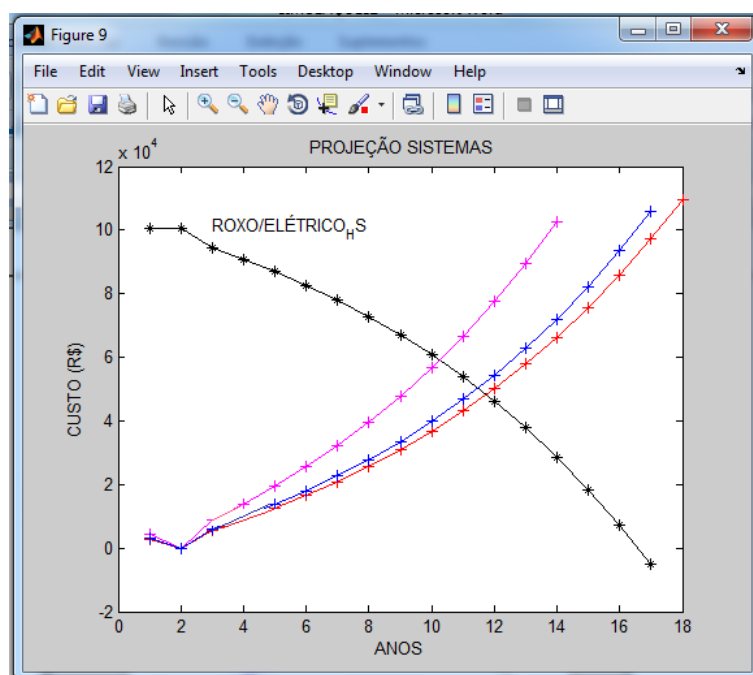 Figure 9
File Edit View Insert Tools Desktop Window Help
x 10^4
PROJEÇÃO SISTEMAS
ROXO/ELÉTRICO_HS
CUSTO (R$)
12
10
8
6
4
2
0
-2
0 2 4 6 8 10 12 14 16 18
ANOS